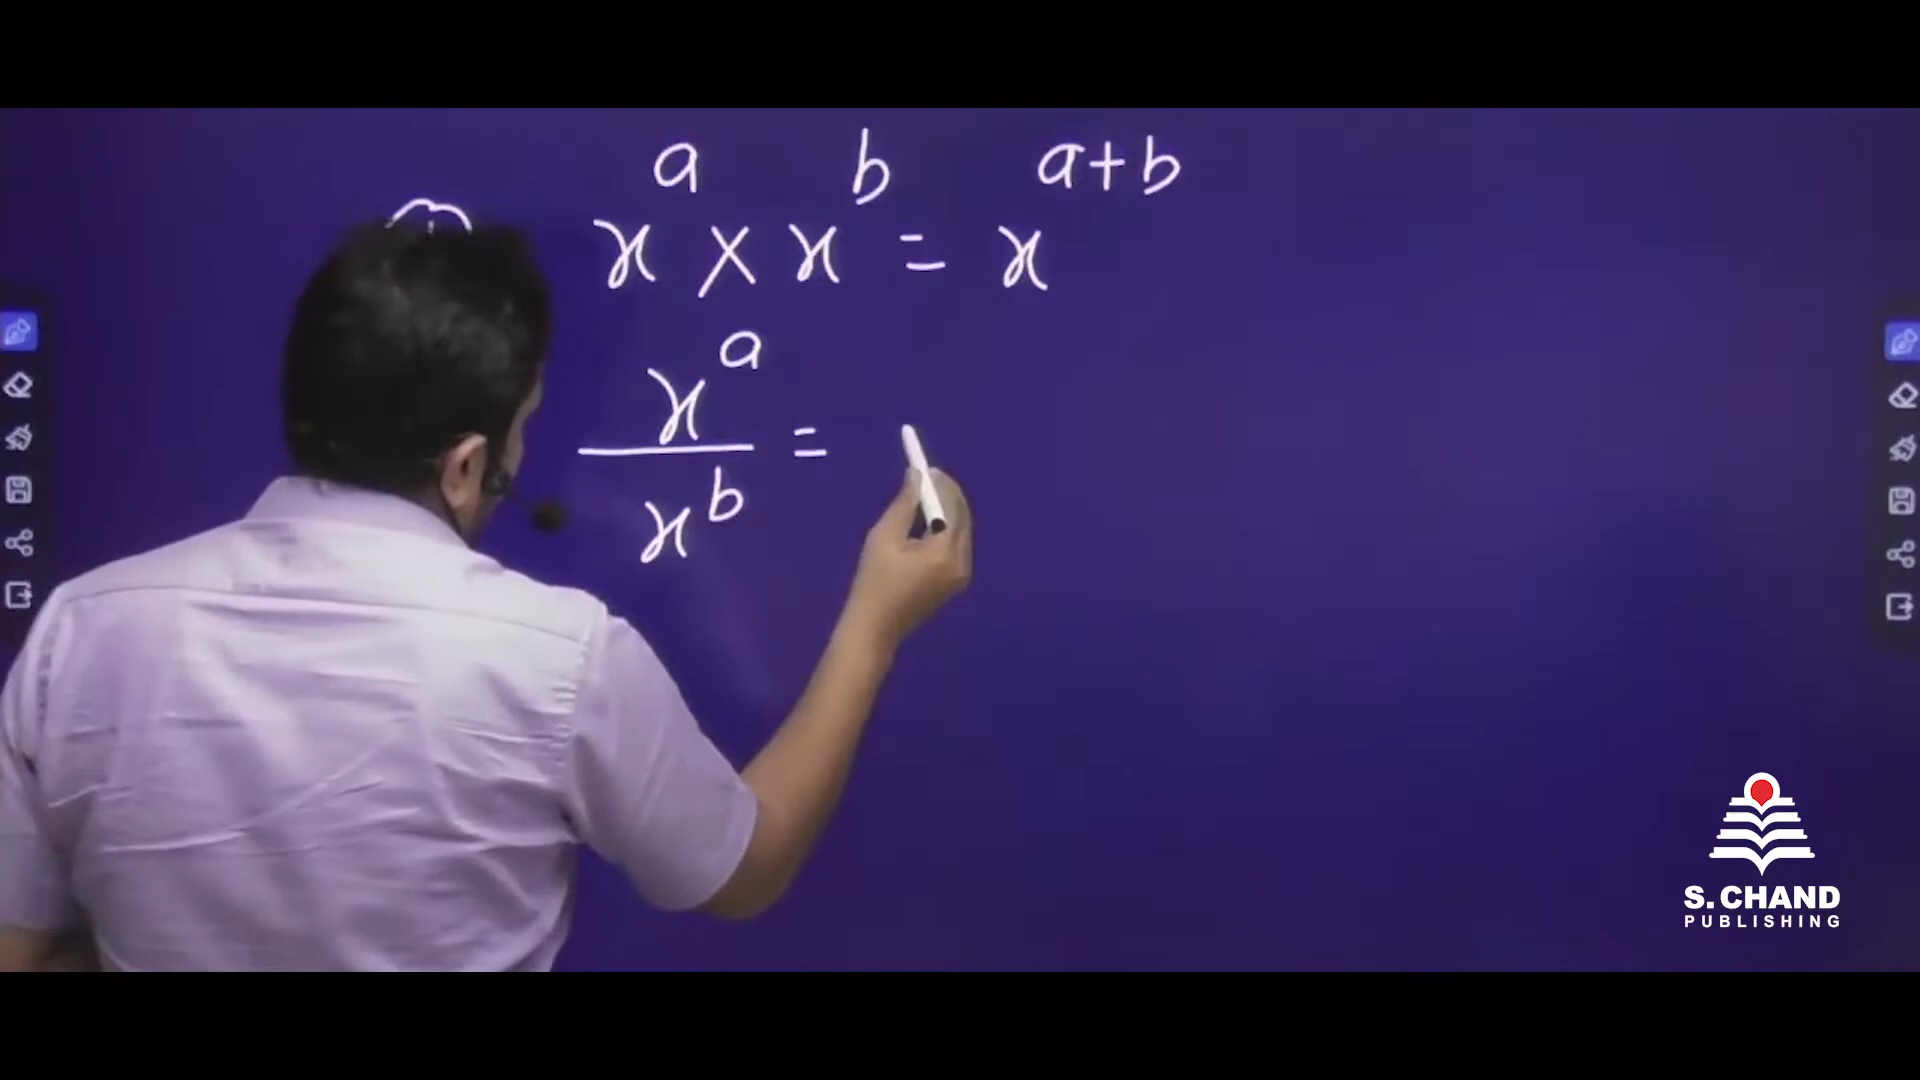 x^a × x^b = x^{a+b}
x^a / x^b =
S. CHAND
PUBLISHING